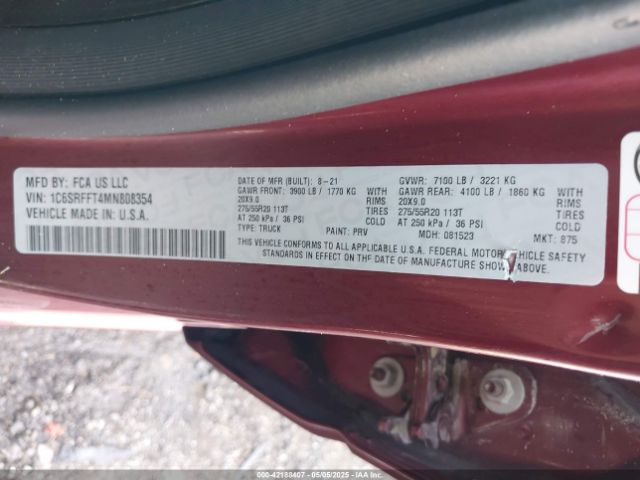 MFD BY: FCA US LLC
VIN: 1C6SRFFT4MN808354
VEHICLE MADE IN U.S.A.
DATE OF MFR (BUILT): 8-21
GAWR FRONT: 3900 LB / 1770 KG
20X9.0 RIMS
275/55R20 113T TIRES
AT 250 kPa / 36 PSI COLD
TYPE: TRUCK PAINT: PRV
GVWR: 7100 LB / 3221 KG
GAWR REAR: 4100 LB / 1860 KG
20X9.0 RIMS
275/55R20 113T TIRES
AT 250 kPa / 36 PSI COLD
MDH: 081523 MKT: 875
THIS VEHICLE CONFORMS TO ALL APPLICABLE U.S.A. FEDERAL MOTOR VEHICLE SAFETY
STANDARDS IN EFFECT ON THE DATE OF MANUFACTURE SHOWN ABOVE.
000-42188407 - 05/05/2025 - IAAI.COM